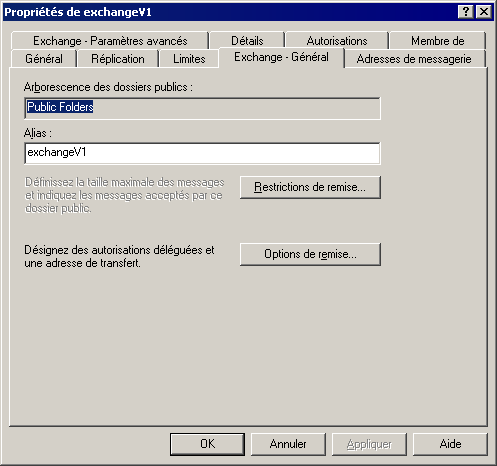 Propriétés de exchangeV1
Exchange - Paramètres avancés Détails Autorisations Membre de
Général Réplication Limites Exchange - Général Adresses de messagerie
Arborescence des dossiers publics :
Public Folders
Alias :
exchangeV1
Définissez la taille maximale des messages
et indiquez les messages acceptés par ce
dossier public.
Restrictions de remise...
Désignez des autorisations déléguées et
une adresse de transfert.
Options de remise...
OK Annuler Appliquer Aide